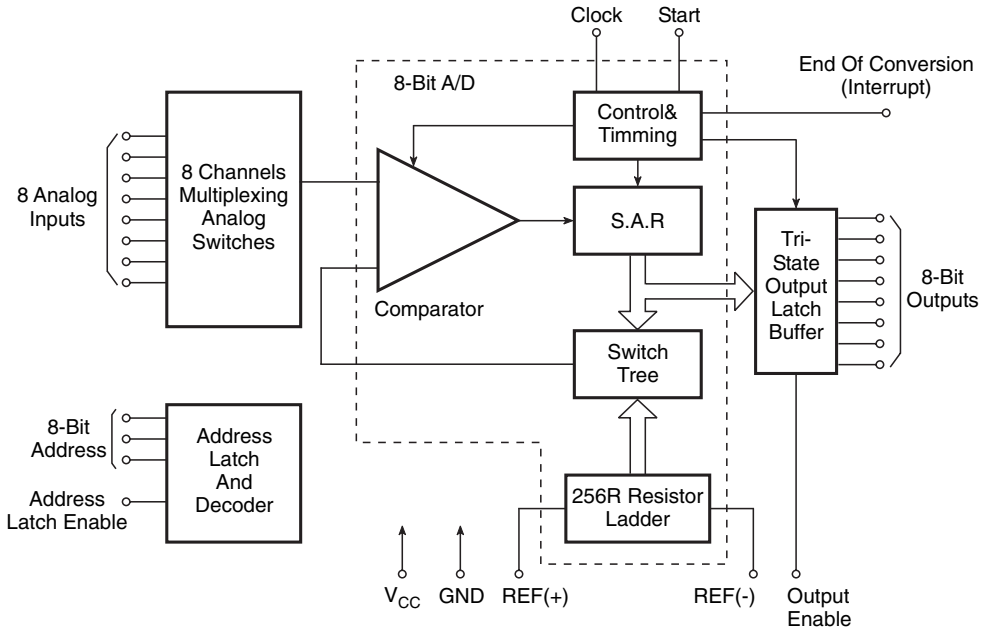 Clock
Start
End Of Conversion
(Interrupt)
8-Bit A/D
Control&
Timming
8 Analog
Inputs
8 Channels
Multiplexing
Analog
Switches
S.A.R
Tri-
State
Output
Latch
Buffer
8-Bit
Outputs
Comparator
Switch
Tree
8-Bit
Address
Address
Latch Enable
Address
Latch
And
Decoder
256R Resistor
Ladder
VCC
GND
REF(+)
REF(-)
Output
Enable